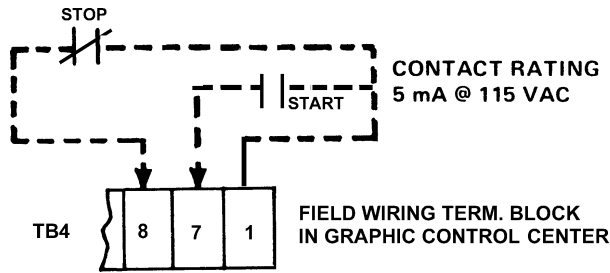 STOP
CONTACT RATING
5 mA @ 115 VAC
START
TB4
8
7
1
FIELD WIRING TERM. BLOCK
IN GRAPHIC CONTROL CENTER